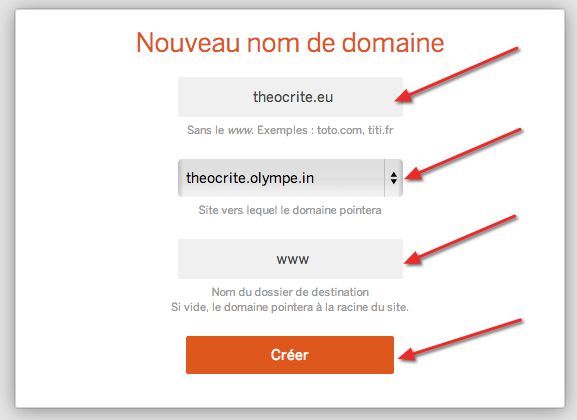 Nouveau nom de domaine
theocrite.eu
Sans le www. Exemples : toto.com, titi.fr
theocrite.olympe.in
Site vers lequel le domaine pointera
www
Nom du dossier de destination
Si vide, le domaine pointera à la racine du site.
Créer